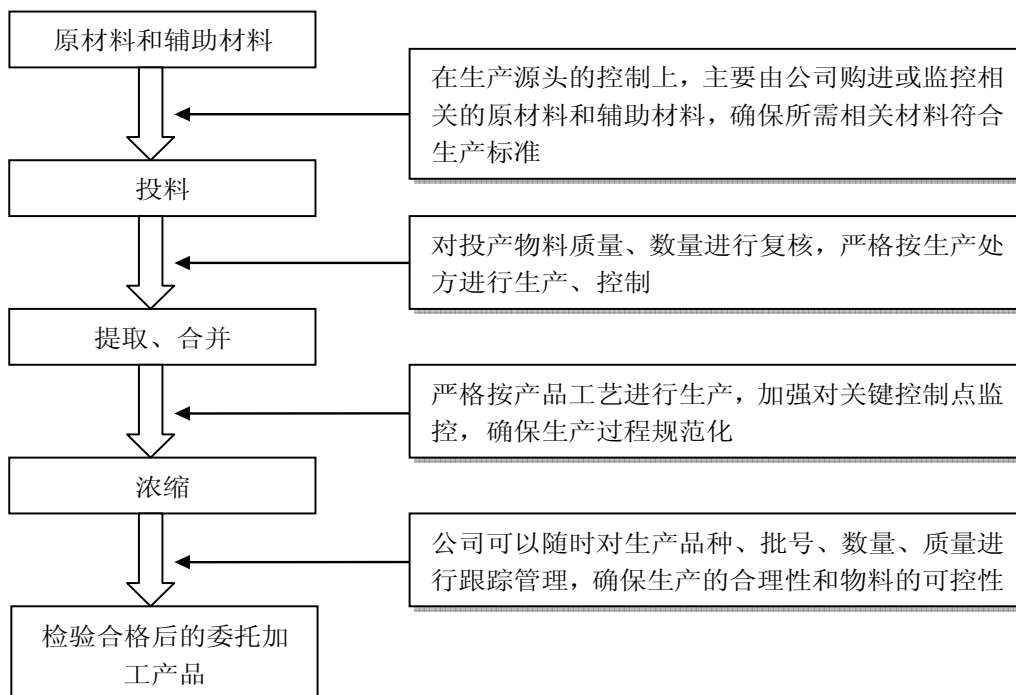 原材料和辅助材料
在生产源头的控制上，主要由公司购进或监控相
关的原材料和辅助材料，确保所需相关材料符合
生产标准
投料
对投产物料质量、数量进行复核，严格按生产处
方进行生产、控制
提取、合并
严格按产品工艺进行生产，加强对关键控制点监
控，确保生产过程规范化
浓缩
公司可以随时对生产品种、批号、数量、质量进
行跟踪管理，确保生产的合理性和物料的可控性
检验合格后的委托加
工产品